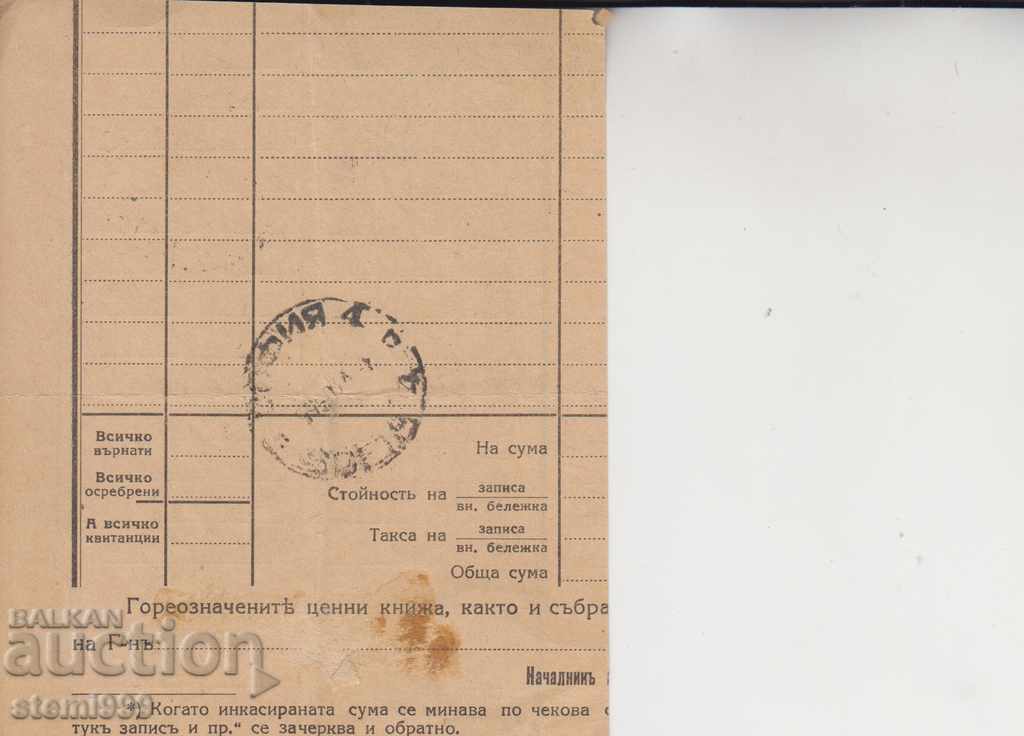 СОФИЯ
Всичко
върнати
На сума
Всичко
осребрени
Стойность на записа
вн. бележка
А всичко
квитанции
Такса на записа
вн. бележка
Обща сума
Гореозначенитѣ ценни книжа, както и събра
на Г-нъ
Началникъ
*) Когато инкасираната сума се минава по чекова
тукъ записъ и пр.“ се зачерква и обратно.
BALKAN
auction
stemi999